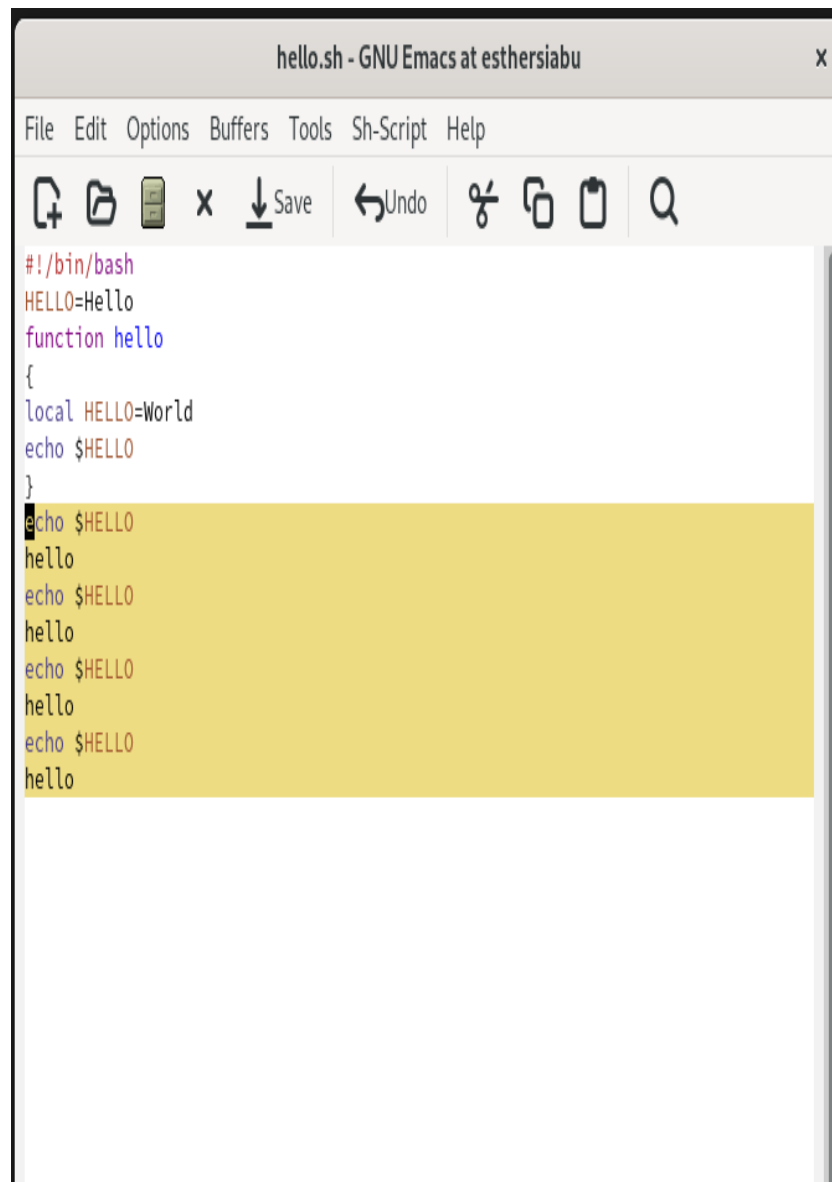 hello.sh - GNU Emacs at esthersiabu x
File Edit Options Buffers Tools Sh-Script Help
Save Undo
#!/bin/bash
HELLO=Hello
function hello
{
local HELLO=World
echo $HELLO
}
echo $HELLO
hello
echo $HELLO
hello
echo $HELLO
hello
echo $HELLO
hello